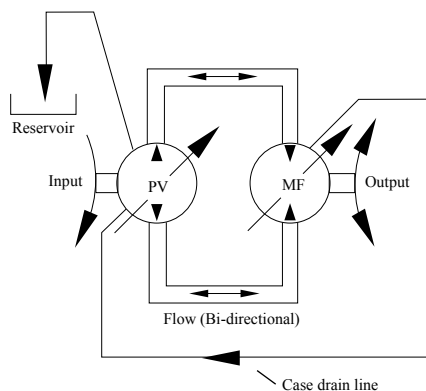 Reservoir
Input
PV
MF
Output
Flow (Bi-directional)
Case drain line